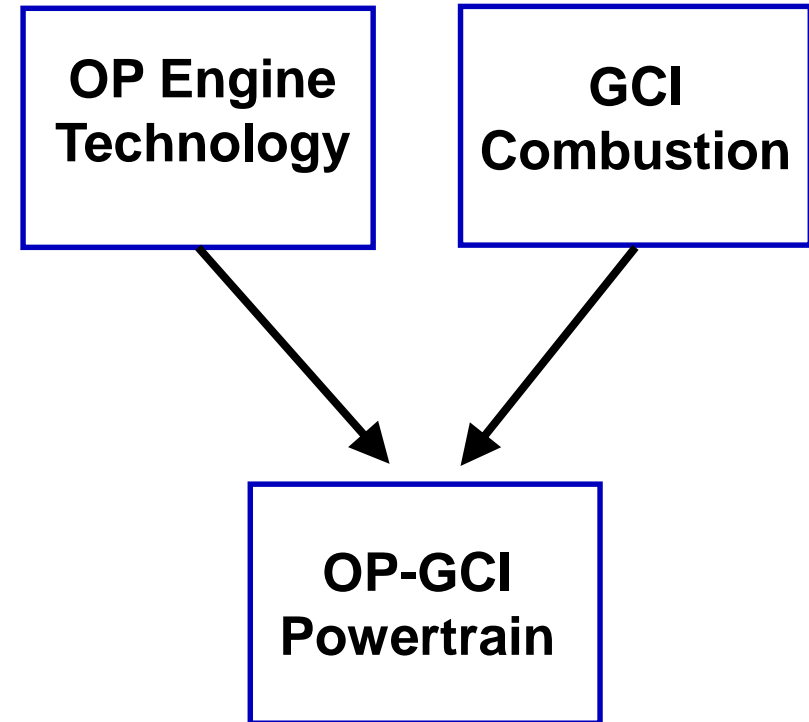 OP Engine
Technology
GCI
Combustion
OP-GCI
Powertrain